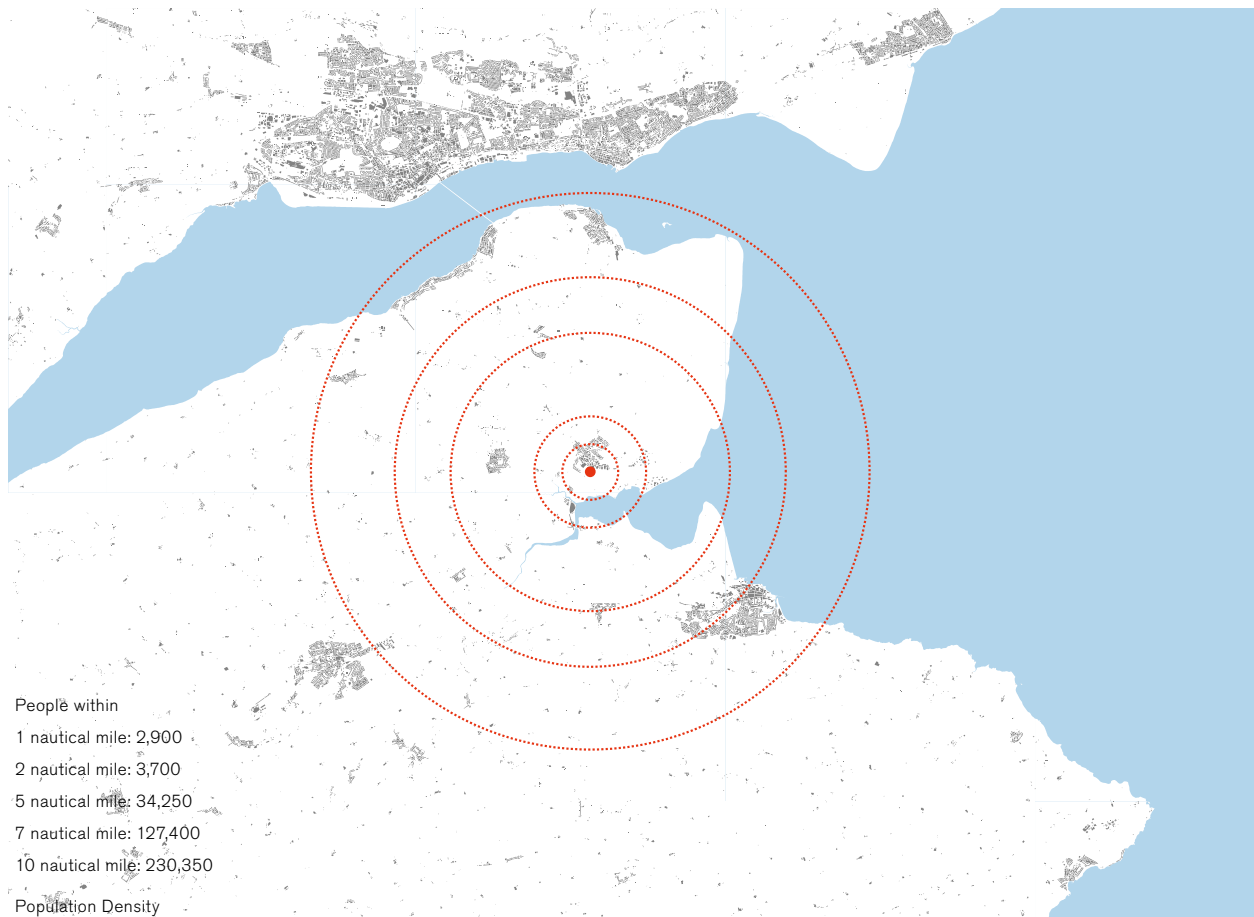 People within
1 nautical mile: 2,900
2 nautical mile: 3,700
5 nautical mile: 34,250
7 nautical mile: 127,400
10 nautical mile: 230,350
Population Density